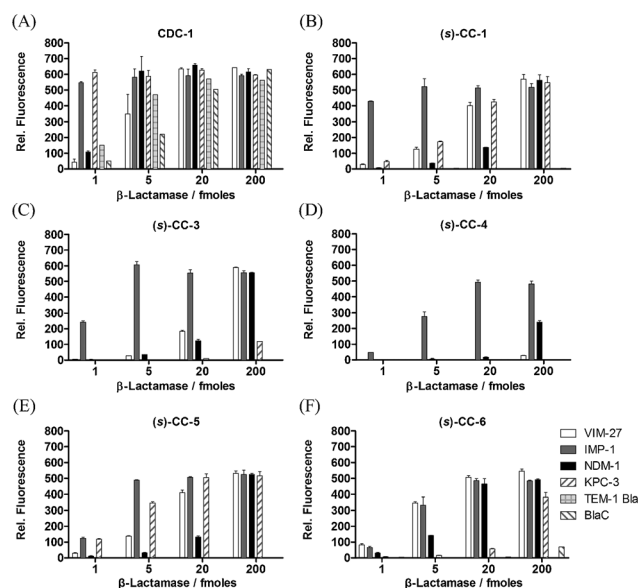 (A)
CDC-1
Rel. Fluorescence
800
700
600
500
400
300
200
100
0
1 5 20 200
β-Lactamase / fmoles
(B)
(s)-CC-1
Rel. Fluorescence
800
700
600
500
400
300
200
100
0
1 5 20 200
β-Lactamase / fmoles
(C)
(s)-CC-3
Rel. Fluorescence
800
700
600
500
400
300
200
100
0
1 5 20 200
β-Lactamase / fmoles
(D)
(s)-CC-4
Rel. Fluorescence
800
700
600
500
400
300
200
100
0
1 5 20 200
β-Lactamase / fmoles
(E)
(s)-CC-5
Rel. Fluorescence
800
700
600
500
400
300
200
100
0
1 5 20 200
β-Lactamase / fmoles
(F)
(s)-CC-6
Rel. Fluorescence
800
700
600
500
400
300
200
100
0
1 5 20 200
β-Lactamase / fmoles
VIM-27
IMP-1
NDM-1
KPC-3
TEM-1 Bla
BlaC